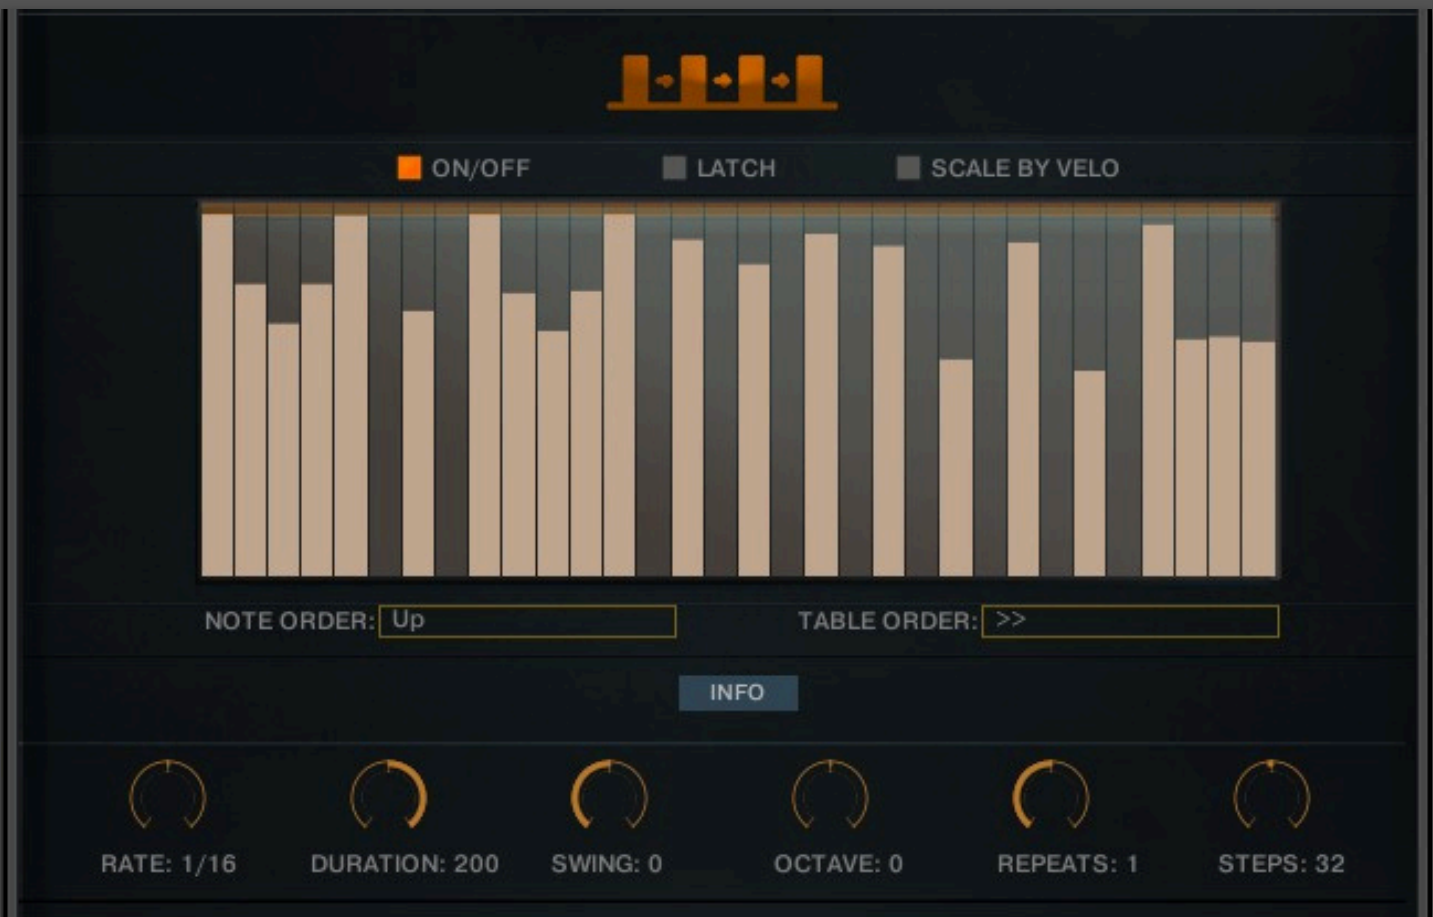 ON/OFF LATCH SCALE BY VELO
NOTE ORDER: Up TABLE ORDER: >>
INFO
RATE: 1/16 DURATION: 200 SWING: 0 OCTAVE: 0 REPEATS: 1 STEPS: 32